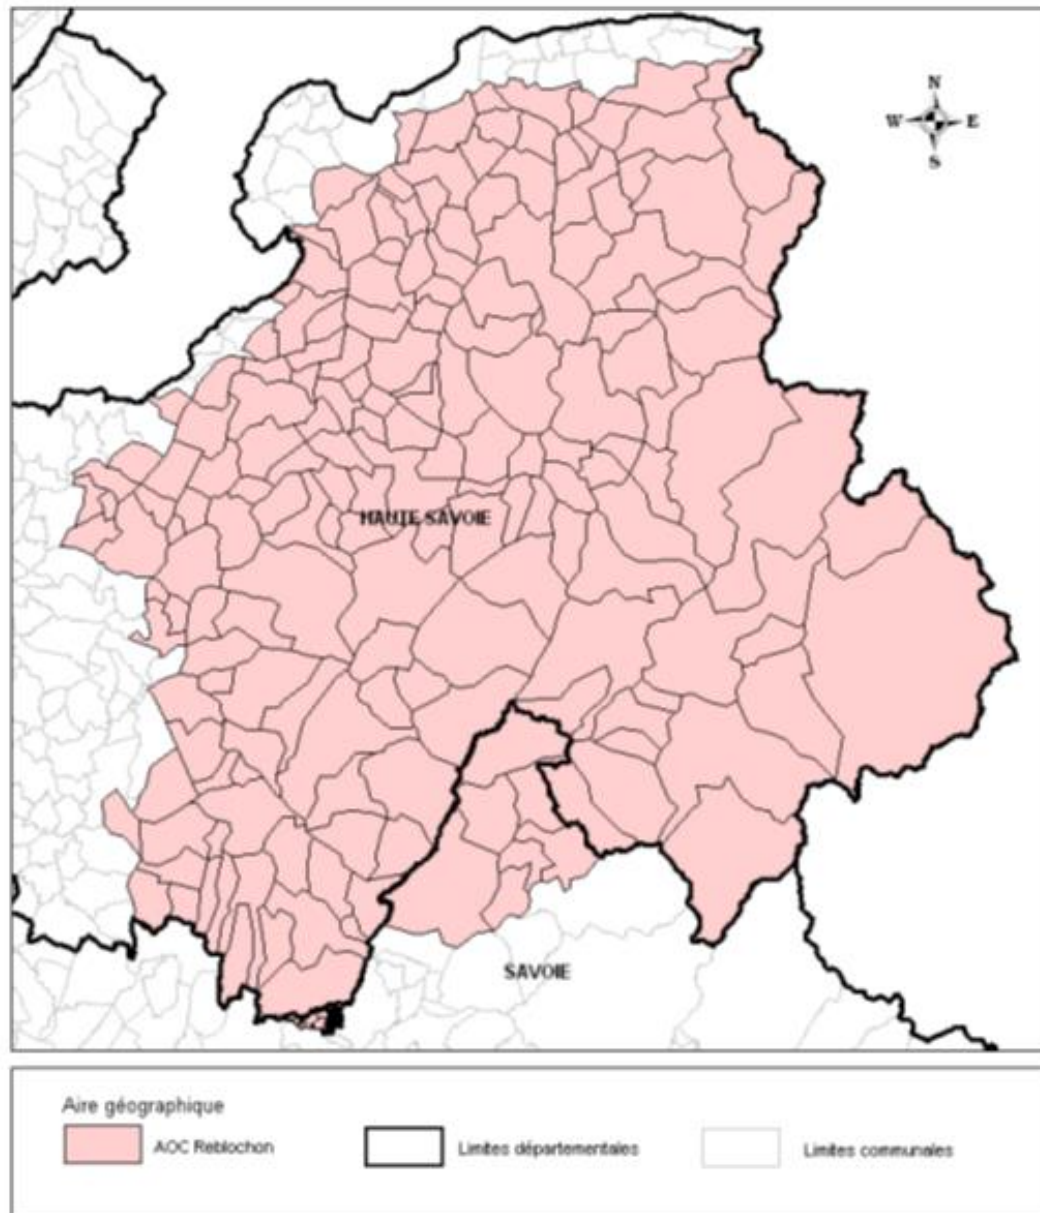 N
W E
S
HAUTE SAVOIE
SAVOIE
Aire géographique
AOC Reblochon
Limites départementales
Limites communales